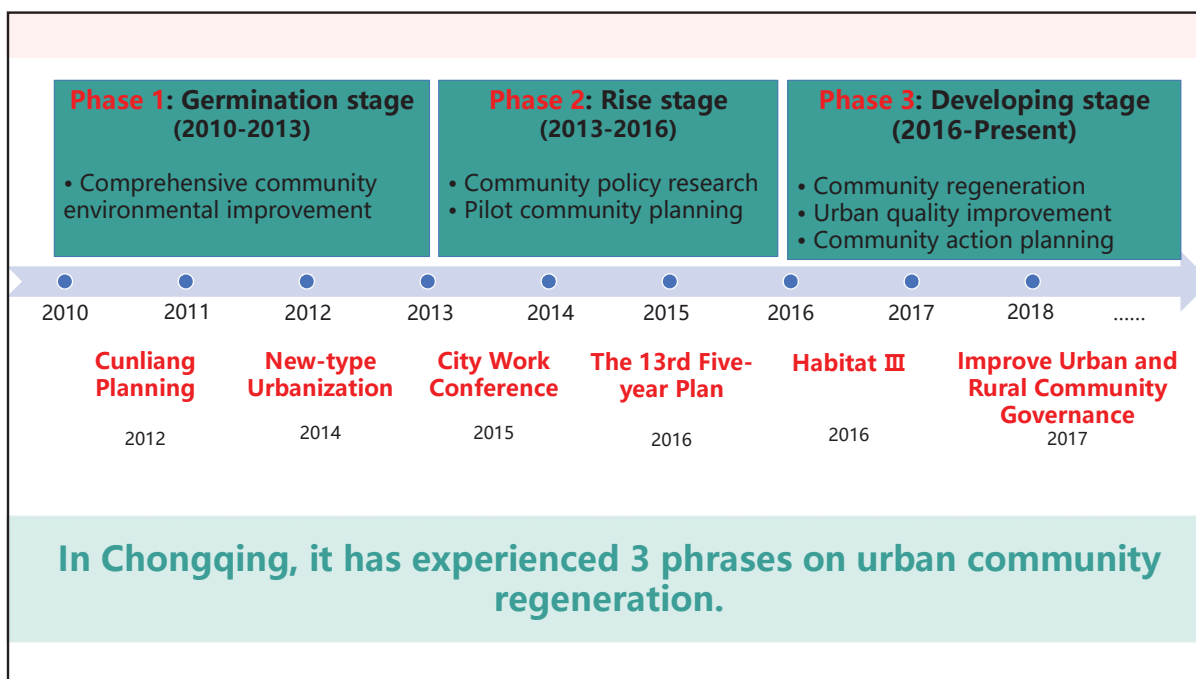 Phase 1: Germination stage
(2010-2013)
• Comprehensive community
environmental improvement
Phase 2: Rise stage
(2013-2016)
• Community policy research
• Pilot community planning
Phase 3: Developing stage
(2016-Present)
• Community regeneration
• Urban quality improvement
• Community action planning
2010 2011 2012 2013 2014 2015 2016 2017 2018 ......
Cunliang
Planning
2012
New-type
Urbanization
2014
City Work
Conference
2015
The 13rd Five-
year Plan
2016
Habitat Ⅲ
2016
Improve Urban and
Rural Community
Governance
2017
In Chongqing, it has experienced 3 phrases on urban community
regeneration.